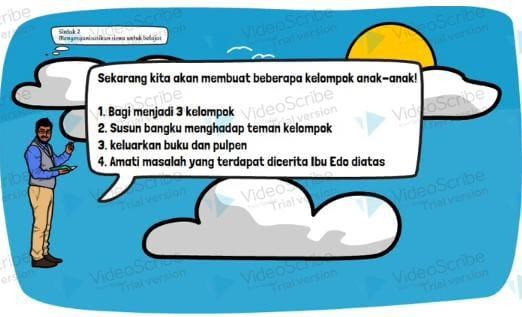 Sintak 2
Mengorganisasikan siswa untuk belajar
Sekarang kita akan membuat beberapa kelompok anak-anak!
1. Bagi menjadi 3 kelompok
2. Susun bangku menghadap teman kelompok
3. keluarkan buku dan pulpen
4. Amati masalah yang terdapat dicerita Ibu Edo diatas
VideoScribe
Trial version